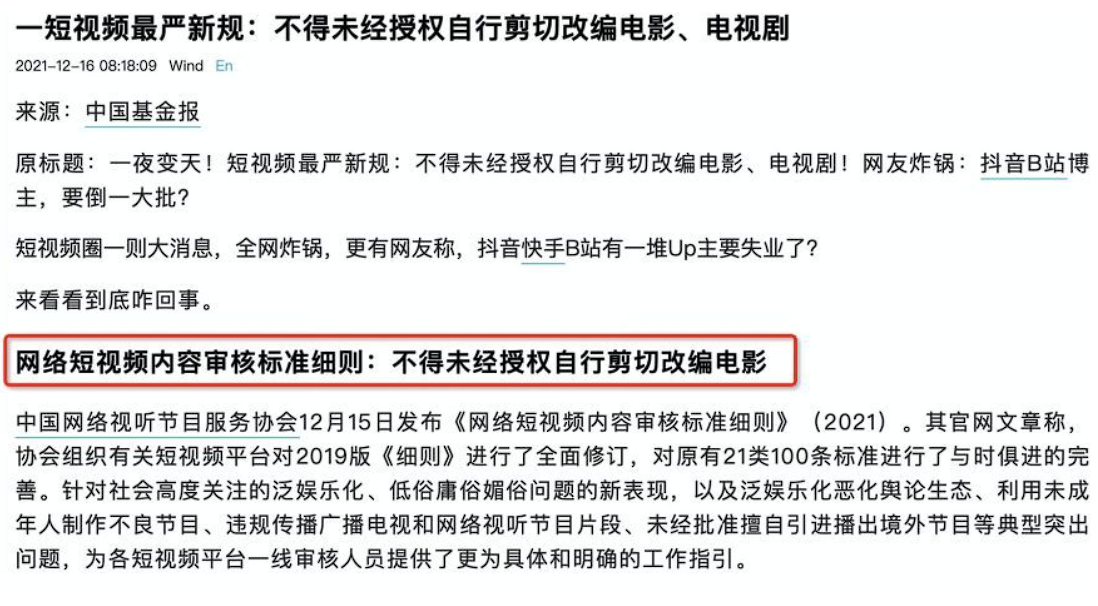 一短视频最严新规：不得未经授权自行剪切改编电影、电视剧
2021-12-16 08:18:09 Wind En
来源：中国基金报
原标题：一夜变天！短视频最严新规：不得未经授权自行剪切改编电影、电视剧！网友炸锅：抖音B站博
主，要倒一大批?
短视频圈一则大消息，全网炸锅，更有网友称，抖音快手B站有一堆Up主要失业了?
来看看到底咋回事。
网络短视频内容审核标准细则：不得未经授权自行剪切改编电影
中国网络视听节目服务协会12月15日发布《网络短视频内容审核标准细则》（2021）。其官网文章称，
协会组织有关短视频平台对2019版《细则》进行了全面修订，对原有21类100条标准进行了与时俱进的完
善。针对社会高度关注的泛娱乐化、低俗庸俗媚俗问题的新表现，以及泛娱乐化恶化舆论生态、利用未成
年人制作不良节目、违规传播广播电视和网络视听节目片段、未经批准擅自引进播出境外节目等典型突出
问题，为各短视频平台一线审核人员提供了更为具体和明确的工作指引。